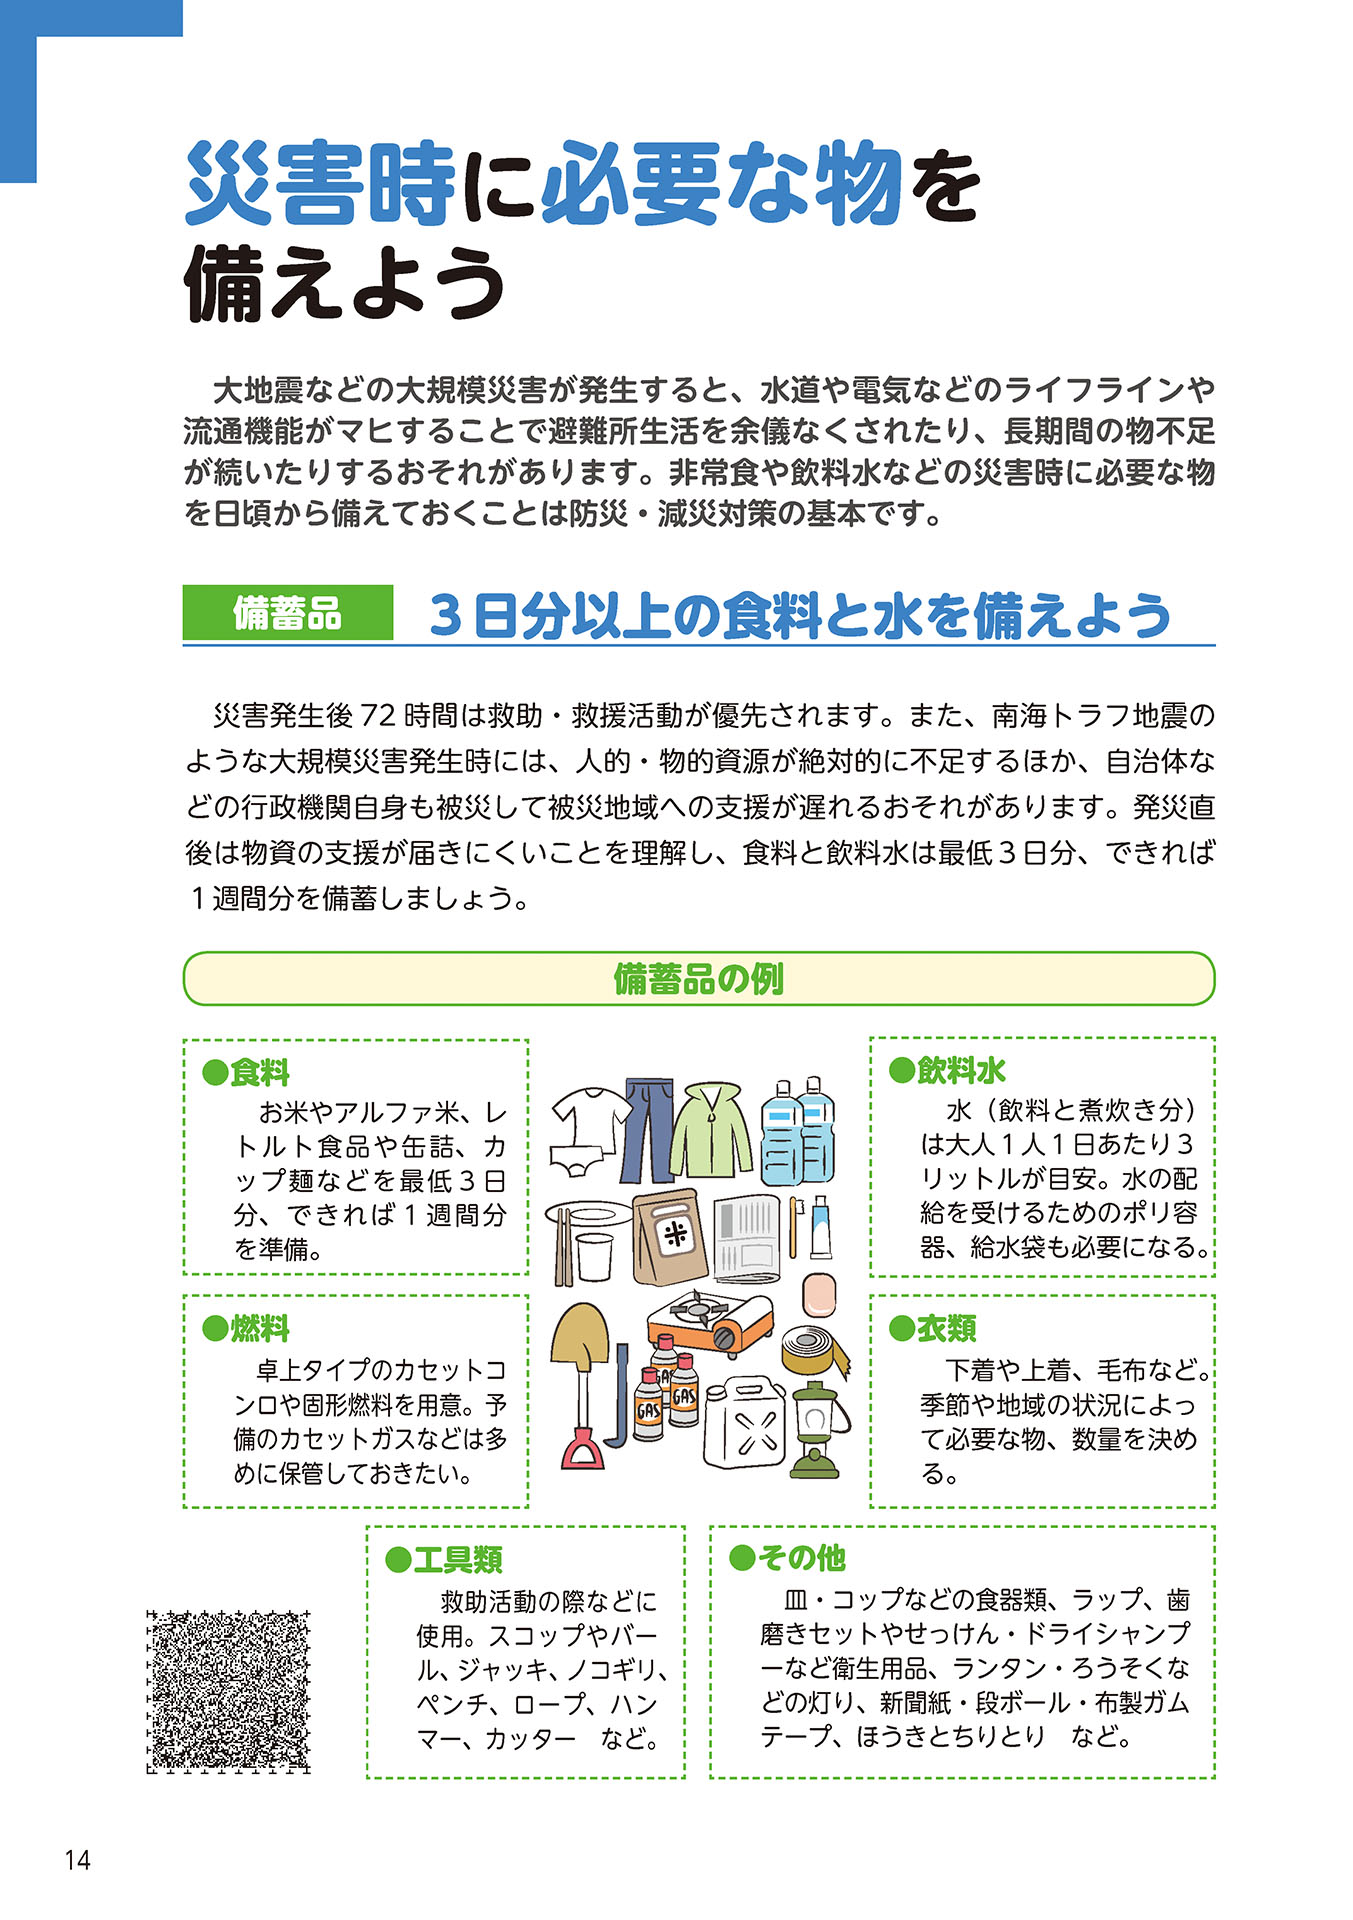 災害時に必要な物を
備えよう
大地震などの大規模災害が発生すると、水道や電気などのライフラインや
流通機能がマヒすることで避難所生活を余儀なくされたり、長期間の物不足
が続いたりするおそれがあります。非常食や飲料水などの災害時に必要な物
を日頃から備えておくことは防災・減災対策の基本です。
備蓄品
３日分以上の食料と水を備えよう
災害発生後 72 時間は救助・救援活動が優先されます。また、南海トラフ地震の
ような大規模災害発生時には、人的・物的資源が絶対的に不足するほか、自治体な
どの行政機関自身も被災して被災地域への支援が遅れるおそれがあります。発災直
後は物資の支援が届きにくいことを理解し、食料と飲料水は最低３日分、できれば
１週間分を備蓄しましょう。
備蓄品の例
●食料
お米やアルファ米、レ
トルト食品や缶詰、カ
ップ麺などを最低３日
分、できれば１週間分
を準備。
●飲料水
水（飲料と煮炊き分）
は大人１人１日あたり３
リットルが目安。水の配
給を受けるためのポリ容
器、給水袋も必要になる。
米
●燃料
卓上タイプのカセットコ
ンロや固形燃料を用意。予
備のカセットガスなどは多
めに保管しておきたい。
GAS
GAS
GAS
●衣類
下着や上着、毛布など。
季節や地域の状況によっ
て必要な物、数量を決め
る。
●工具類
救助活動の際などに
使用。スコップやバー
ル、ジャッキ、ノコギリ、
ペンチ、ロープ、ハン
マー、カッター　など。
●その他
皿・コップなどの食器類、ラップ、歯
磨きセットやせっけん・ドライシャンプ
ーなど衛生用品、ランタン・ろうそくな
どの灯り、新聞紙・段ボール・布製ガム
テープ、ほうきとちりとり　など。
14